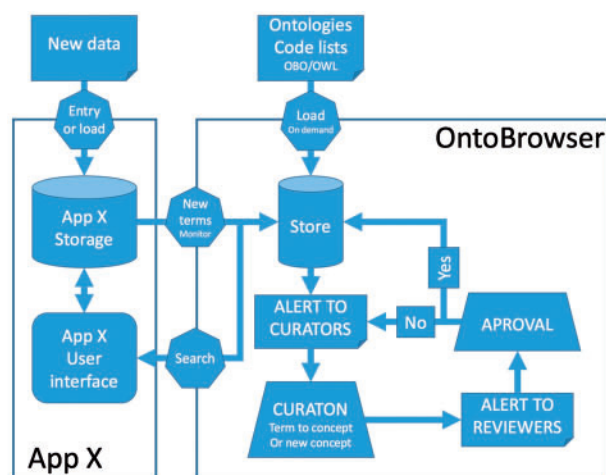 New data
Ontologies
Code lists
OBO/OWL
Entry
or load
Load
On demand
OntoBrowser
App X
Storage
New
terms
Monitor
Store
Yes
ALERT TO
CURATORS
No
APROVAL
App X
User
interface
Search
CURATON
Term to concept
Or new concept
ALERT TO
REVIEWERS
App X